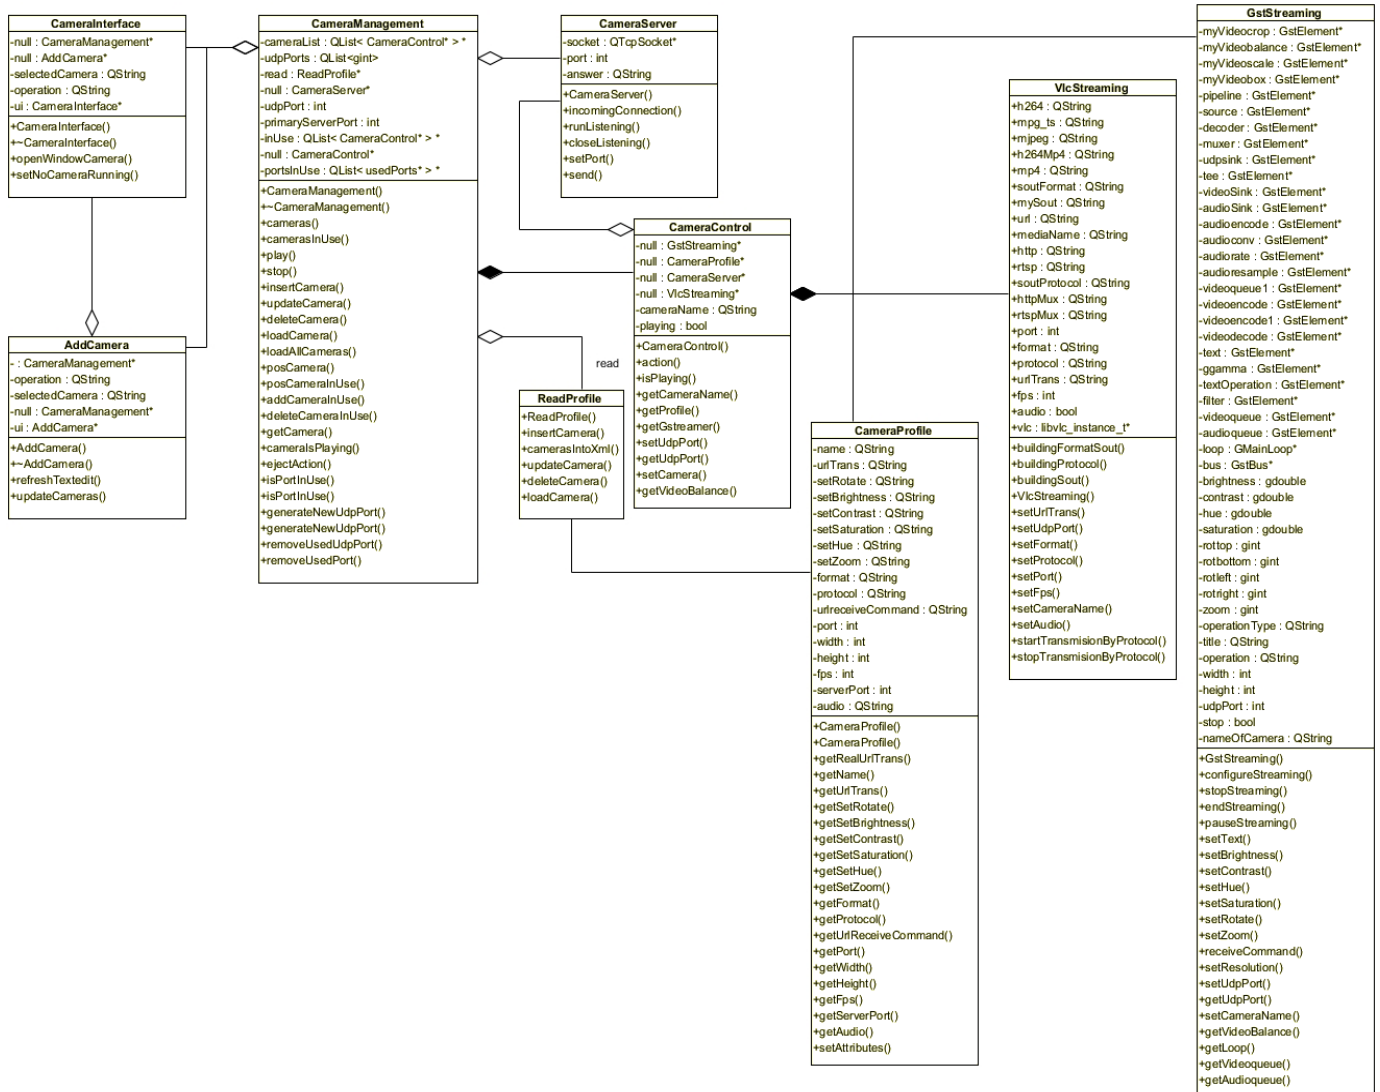 CameraInterface
-null : CameraManagement*
-null : AddCamera*
-selectedCamera : QString
-operation : QString
-ui : CameraInterface*
+CameraInterface()
+~CameraInterface()
+openWindowCamera()
+setNoCameraRunning()
AddCamera
- : CameraManagement*
-operation : QString
-selectedCamera : QString
-null : CameraManagement*
-ui : AddCamera*
+AddCamera()
+~AddCamera()
+refreshTextedit()
+updateCameras()
CameraManagement
-cameraList : QList< CameraControl* > *
-udpPorts : QList<gint>
-read : ReadProfile*
-null : CameraServer*
-udpPort : int
-primaryServerPort : int
-inUse : QList< CameraControl* > *
-null : CameraControl*
-portsInUse : QList< usedPorts* > *
+CameraManagement()
+~CameraManagement()
+cameras()
+camerasInUse()
+play()
+stop()
+insertCamera()
+updateCamera()
+deleteCamera()
+loadCamera()
+loadAllCameras()
+posCamera()
+posCameraInUse()
+addCameraInUse()
+deleteCameraInUse()
+getCamera()
+cameraIsPlaying()
+ejectAction()
+isPortInUse()
+isPortInUse()
+generateNewUdpPort()
+generateNewUdpPort()
+removeUsedUdpPort()
+removeUsedPort()
CameraServer
-socket : QTcpSocket*
-port : int
-answer : QString
+CameraServer()
+incomingConnection()
+runListening()
+closeListening()
+setPort()
+send()
CameraControl
-null : GstStreaming*
-null : CameraProfile*
-null : CameraServer*
-null : VlcStreaming*
-cameraName : QString
-playing : bool
+CameraControl()
+action()
+isPlaying()
+getCameraName()
+getProfile()
+getGstreamer()
+setUdpPort()
+getUdpPort()
+setCamera()
+getVideoBalance()
read
ReadProfile
+ReadProfile()
+insertCamera()
+camerasIntoXml()
+updateCamera()
+deleteCamera()
+loadCamera()
CameraProfile
-name : QString
-urlTrans : QString
-setRotate : QString
-setBrightness : QString
-setContrast : QString
-setSaturation : QString
-setHue : QString
-setZoom : QString
-format : QString
-protocol : QString
-urlreceiveCommand : QString
-port : int
-width : int
-height : int
-fps : int
-serverPort : int
-audio : QString
+CameraProfile()
+CameraProfile()
+getRealUrlTrans()
+getName()
+getUrlTrans()
+getSetRotate()
+getSetBrightness()
+getSetContrast()
+getSetSaturation()
+getSetHue()
+getSetZoom()
+getFormat()
+getProtocol()
+getUrlReceiveCommand()
+getPort()
+getWidth()
+getHeight()
+getFps()
+getServerPort()
+getAudio()
+setAttributes()
VlcStreaming
+h264 : QString
+mpg_ts : QString
+mjpeg : QString
+h264Mp4 : QString
+mp4 : QString
+soutFormat : QString
+mySout : QString
+url : QString
+mediaName : QString
+http : QString
+rtsp : QString
+soutProtocol : QString
+httpMux : QString
+rtspMux : QString
+port : int
+format : QString
+protocol : QString
+urlTrans : QString
+fps : int
+audio : bool
+vlc : libvlc_instance_t*
+buildingFormatSout()
+buildingProtocol()
+buildingSout()
+VlcStreaming()
+setUrlTrans()
+setUdpPort()
+setFormat()
+setProtocol()
+setPort()
+setFps()
+setCameraName()
+setAudio()
+startTransmisionByProtocol()
+stopTransmisionByProtocol()
GstStreaming
-myVideocrop : GstElement*
-myVideobalance : GstElement*
-myVideoscale : GstElement*
-myVideobox : GstElement*
-pipeline : GstElement*
-source : GstElement*
-decoder : GstElement*
-muxer : GstElement*
-udpsink : GstElement*
-tee : GstElement*
-videoSink : GstElement*
-audioSink : GstElement*
-audioencode : GstElement*
-audioconv : GstElement*
-audiorate : GstElement*
-audioresample : GstElement*
-videoqueue1 : GstElement*
-videoencode : GstElement*
-videoencode1 : GstElement*
-videodecode : GstElement*
-text : GstElement*
-ggamma : GstElement*
-textOperation : GstElement*
-filter : GstElement*
-videoqueue : GstElement*
-audioqueue : GstElement*
-loop : GMainLoop*
-bus : GstBus*
-brightness : gdouble
-contrast : gdouble
-hue : gdouble
-saturation : gdouble
-rottop : gint
-rotbottom : gint
-rotleft : gint
-rotright : gint
-zoom : gint
-operationType : QString
-title : QString
-operation : QString
-width : int
-height : int
-udpPort : int
-stop : bool
-nameOfCamera : QString
+GstStreaming()
+configureStreaming()
+stopStreaming()
+endStreaming()
+pauseStreaming()
+setText()
+setBrightness()
+setContrast()
+setHue()
+setSaturation()
+setRotate()
+setZoom()
+receiveCommand()
+setResolution()
+setUdpPort()
+getUdpPort()
+setCameraName()
+getVideoBalance()
+getLoop()
+getVideoqueue()
+getAudioqueue()